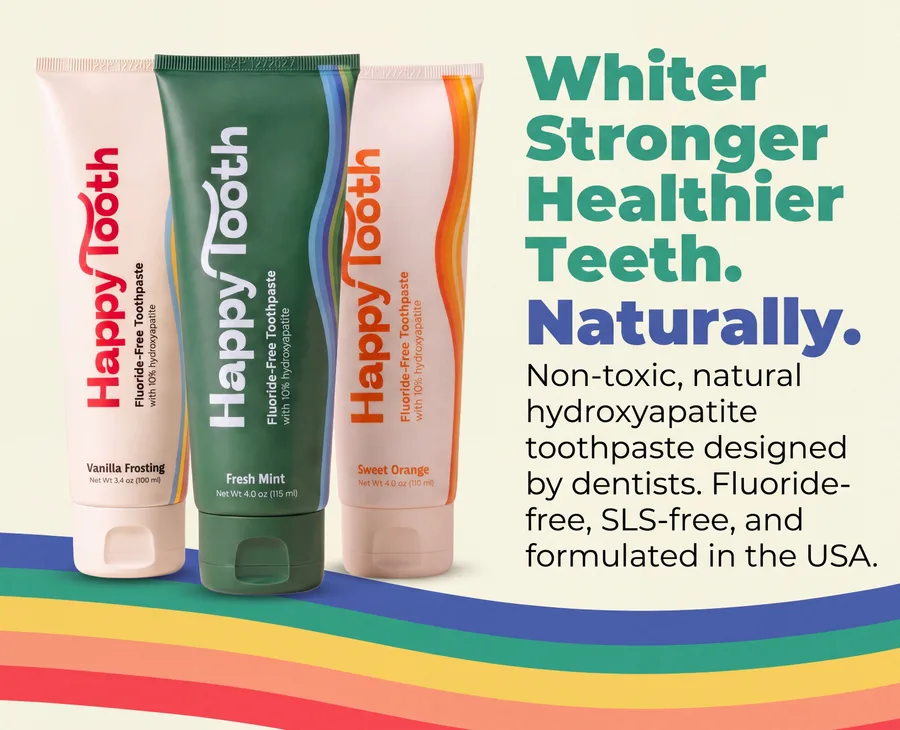 Happy Tooth
Fluoride-Free Toothpaste
with 10% hydroxyapatite
Vanilla Frosting
Net Wt 3.4 oz (100 ml)
Happy Tooth
Fluoride-Free Toothpaste
with 10% hydroxyapatite
Fresh Mint
Net Wt 4.0 oz (115 ml)
Happy Tooth
Fluoride-Free Toothpaste
with 10% hydroxyapatite
Sweet Orange
Net Wt 4.0 oz (110 ml)
Whiter
Stronger
Healthier
Teeth.
Naturally.
Non-toxic, natural
hydroxyapatite
toothpaste designed
by dentists. Fluoride-
free, SLS-free, and
formulated in the USA.